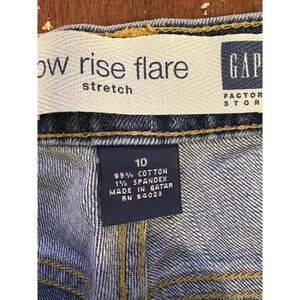 ow rise flare
stretch
GAP
FACTOR
STOR
10
99% COTTON
1% SPANDEX
MADE IN QATAR
RN 54023